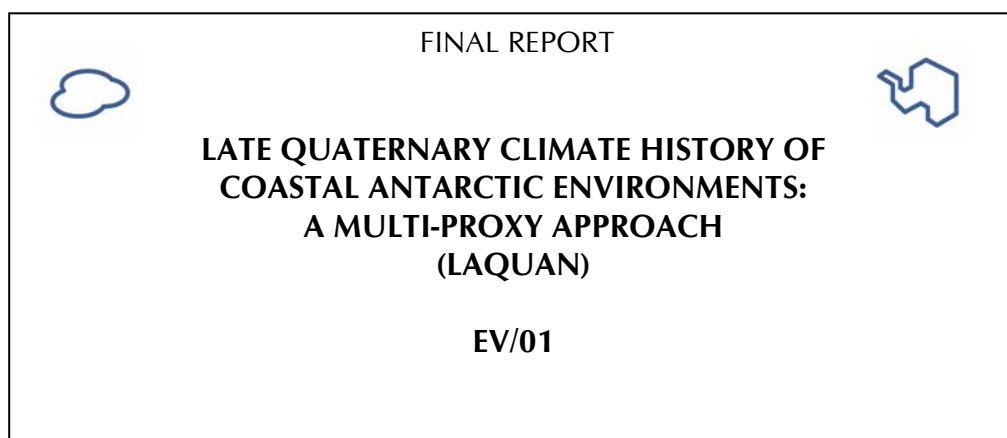 FINAL REPORT
LATE QUATERNARY CLIMATE HISTORY OF
COASTAL ANTARCTIC ENVIRONMENTS:
A MULTI-PROXY APPROACH
(LAQUAN)
EV/01